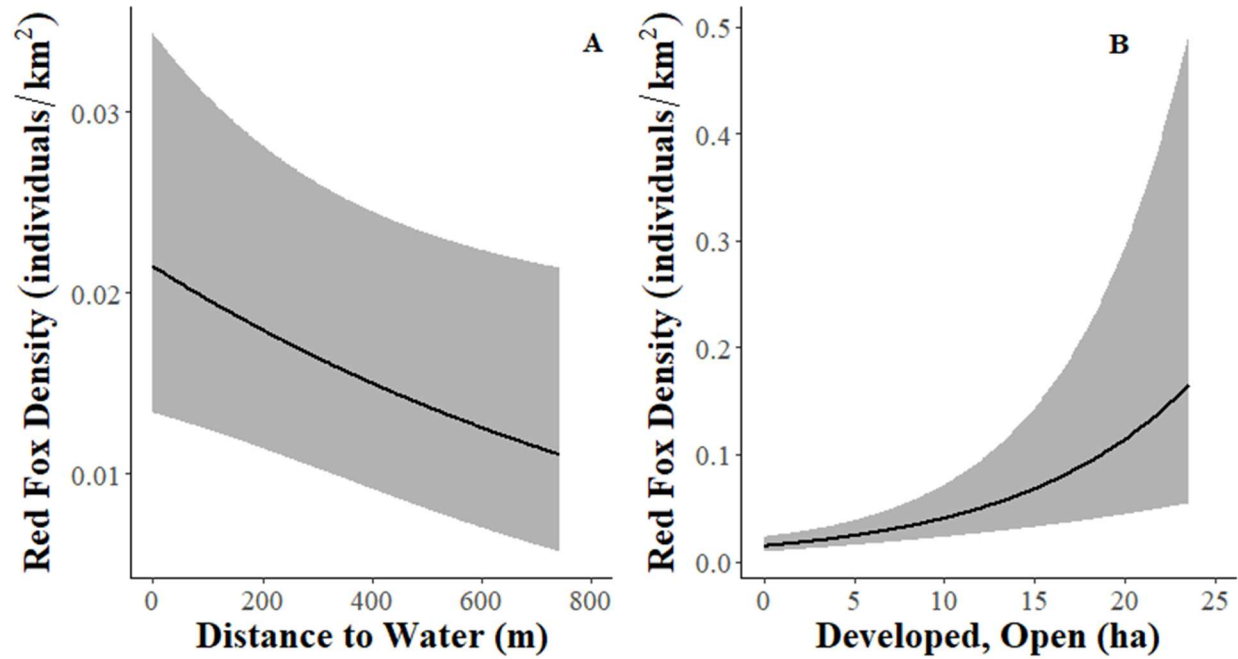 Red Fox Density (individuals/km²)
A
0.03
0.02
0.01
0 200 400 600 800
Distance to Water (m)
Red Fox Density (individuals/km²)
B
0.5
0.4
0.3
0.2
0.1
0.0
0 5 10 15 20 25
Developed, Open (ha)